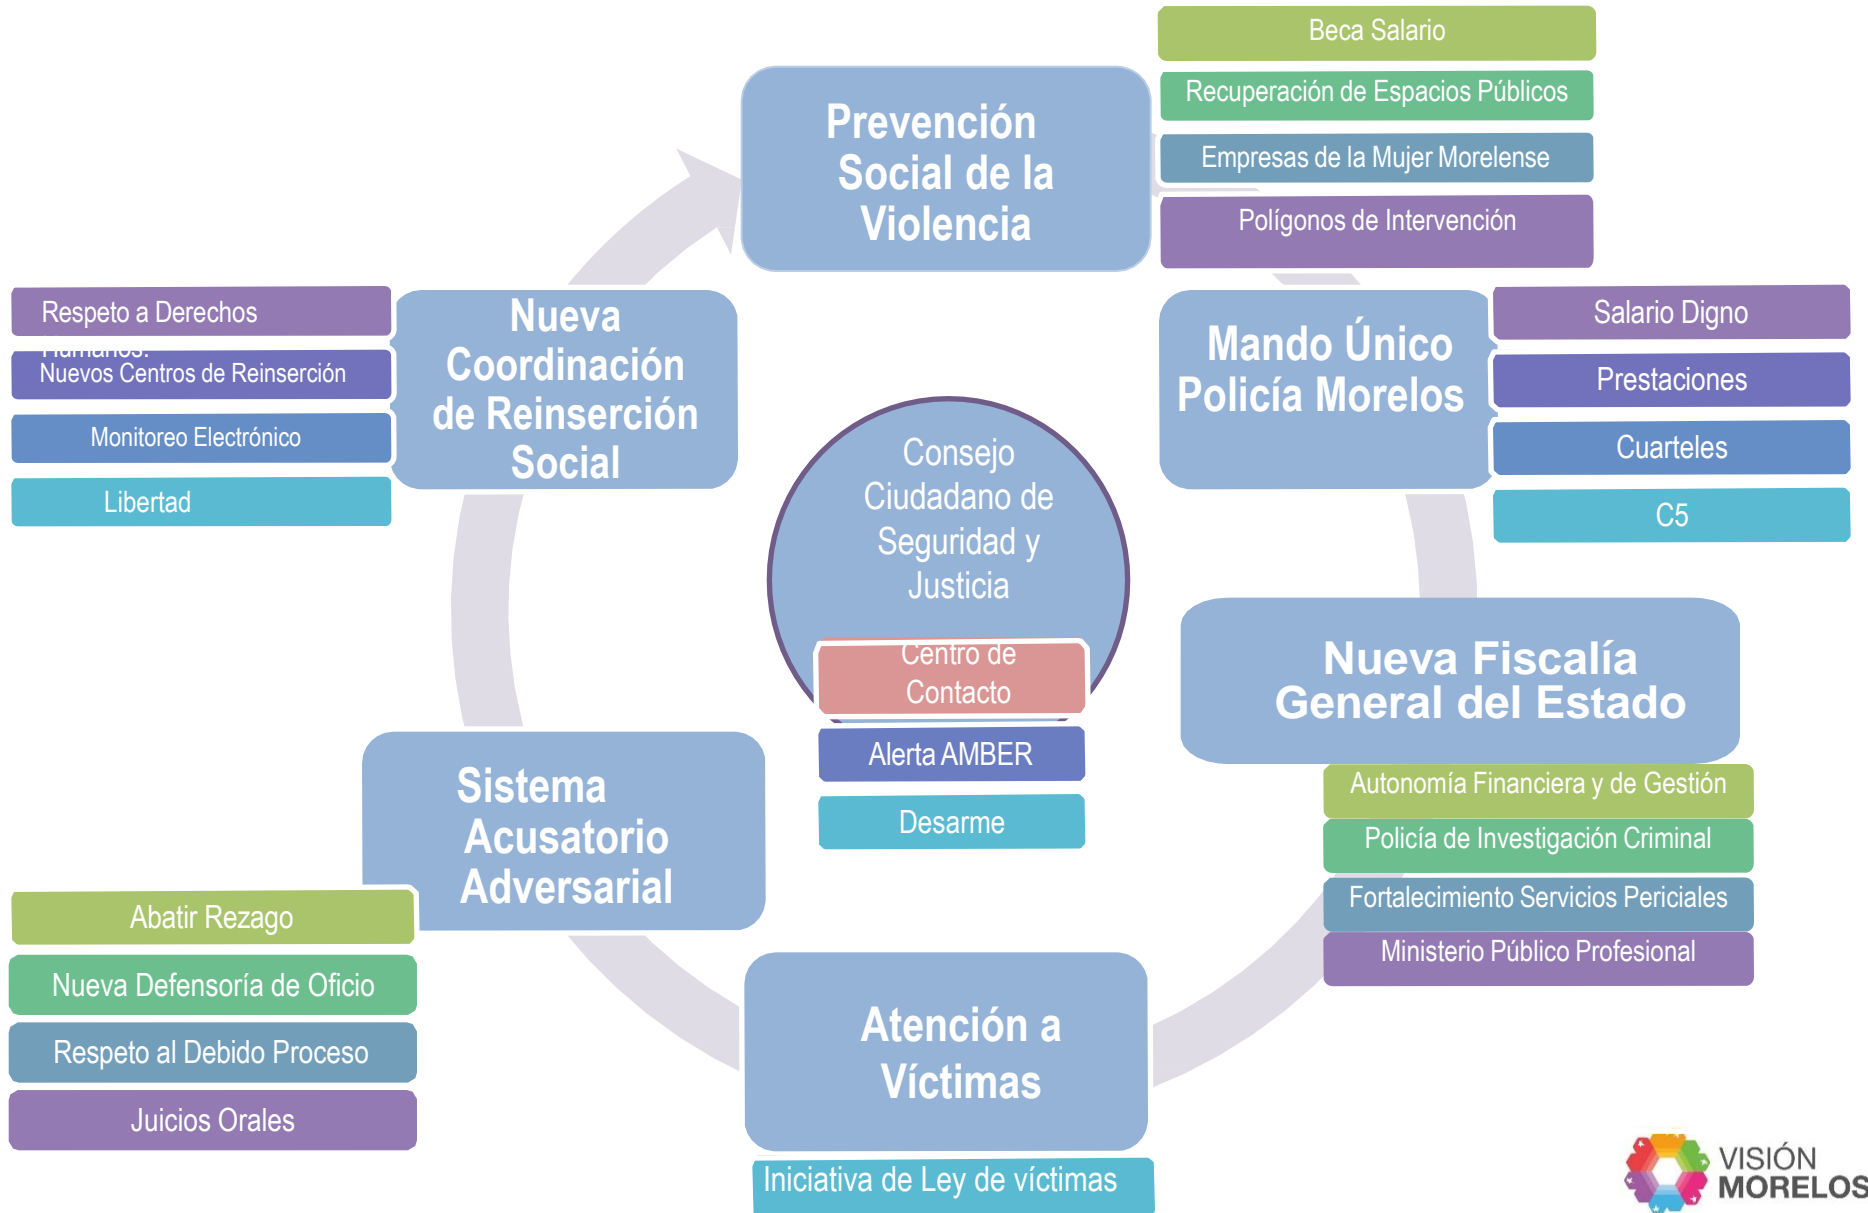 Beca Salario
Recuperación de Espacios Públicos
Empresas de la Mujer Morelense
Polígonos de Intervención
Prevención
Social de la
Violencia
Respeto a Derechos
Humanos.
Nuevos Centros de Reinserción
Monitoreo Electrónico
Libertad
Nueva
Coordinación
de Reinserción
Social
Mando Único
Policía Morelos
Salario Digno
Prestaciones
Cuarteles
C5
Consejo
Ciudadano de
Seguridad y
Justicia
Centro de
Contacto
Alerta AMBER
Desarme
Nueva Fiscalía
General del Estado
Autonomía Financiera y de Gestión
Policía de Investigación Criminal
Fortalecimiento Servicios Periciales
Ministerio Público Profesional
Sistema
Acusatorio
Adversarial
Abatir Rezago
Nueva Defensoría de Oficio
Respeto al Debido Proceso
Juicios Orales
Atención a
Víctimas
Iniciativa de Ley de víctimas
VISIÓN
MORELOS